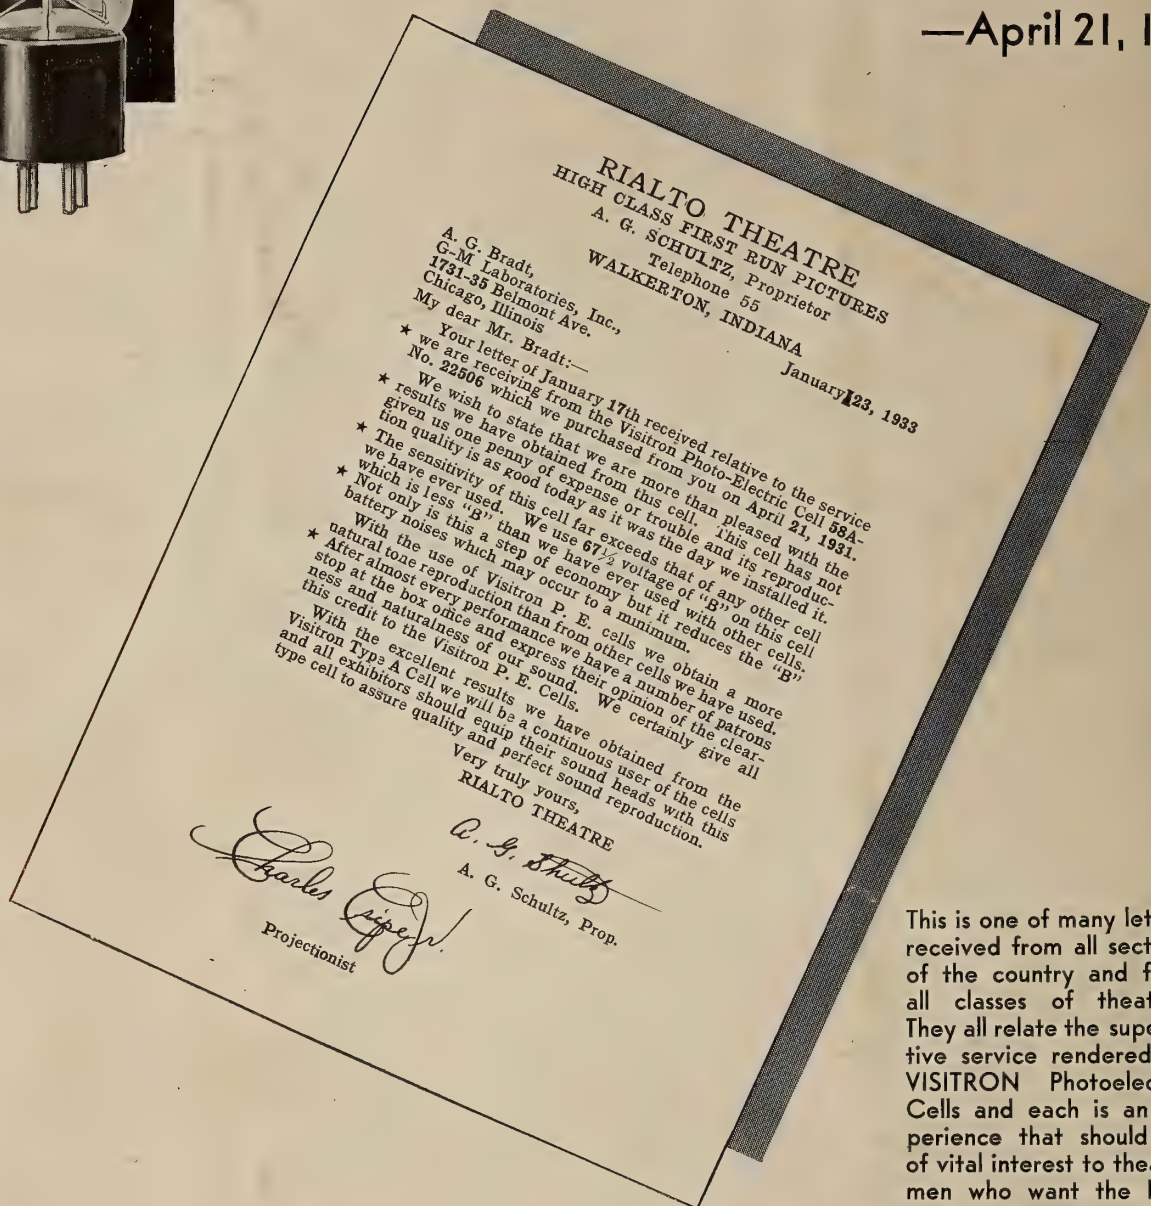 —April 21, 1
RIALTO THEATRE
HIGH CLASS FIRST RUN PICTURES
A. G. SCHULTZ, Proprietor
Telephone 55
WALKERTON, INDIANA
January 23, 1933
A. G. Bradt,
G-M Laboratories, Inc.,
1731-35 Belmont Ave.
Chicago, Illinois
My dear Mr. Bradt:—
★ Your letter of January 17th received relative to the service
we are receiving from the Visitron Photo-Electric Cell 58A-
No. 22506 which we purchased from you on April 21, 1931.
★ We wish to state that we are more than pleased with the
results we have obtained from this cell. This cell has not
given us one penny of expense or trouble and its reproduc-
tion quality is as good today as it was the day we installed it.
★ The sensitivity of this cell far exceeds that of any other cell
we have ever used. We use 67½ voltage of "B" on this cell
which is less "B" than we have ever used with other cells.
★ Not only is this a step of economy but it reduces the "B"
battery noises which may occur to a minimum.
With the use of Visitron P. E. cells we obtain a more
natural tone reproduction than from other cells we have used.
★ After almost every performance we have a number of patrons
stop at the box office and express their opinion of the clear-
ness and naturalness of our sound. We certainly give all
this credit to the Visitron P. E. Cells.
With the excellent results we have obtained from the
Visitron Type A Cell we will be a continuous user of the cells
and all exhibitors should equip their sound heads with this
type cell to assure quality and perfect sound reproduction.
Very truly yours,
RIALTO THEATRE
A. G. Shultz
A. G. Schultz, Prop.
Charles Cripe Jr.
Projectionist
This is one of many let
received from all sect
of the country and f
all classes of theat
They all relate the supe
tive service rendered
VISITRON Photoelec
Cells and each is an
perience that should
of vital interest to thea
men who want the